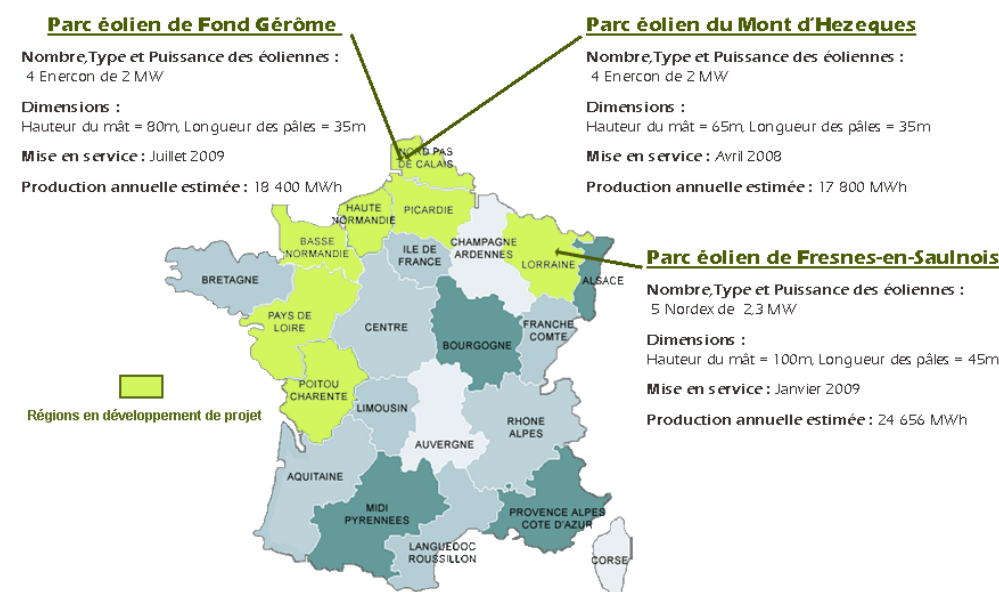 Parc éolien de Fond Gérôme
Nombre,Type et Puissance des éoliennes :
4 Enercon de 2 MW
Dimensions :
Hauteur du mât = 80m, Longueur des pâles = 35m
Mise en service : Juillet 2009
Production annuelle estimée : 18 400 MWh
Parc éolien du Mont d'Hezeques
Nombre,Type et Puissance des éoliennes :
4 Enercon de 2 MW
Dimensions :
Hauteur du mât = 65m, Longueur des pâles = 35m
Mise en service : Avril 2008
Production annuelle estimée : 17 800 MWh
Parc éolien de Fresnes-en-Saulnois
Nombre,Type et Puissance des éoliennes :
5 Nordex de 2,3 MW
Dimensions :
Hauteur du mât = 100m, Longueur des pâles = 45m
Mise en service : Janvier 2009
Production annuelle estimée : 24 656 MWh
NORD PAS
DE CALAIS
HAUTE
NORMANDIE
PICARDIE
BASSE
NORMANDIE
ILE DE
FRANCE
CHAMPAGNE
ARDENNES
LORRAINE
ALSACE
BRETAGNE
PAYS DE
LOIRE
CENTRE
BOURGOGNE
FRANCHE
COMTE
POITOU
CHARENTE
LIMOUSIN
AUVERGNE
RHONE
ALPES
AQUITAINE
MIDI
PYRENNEES
LANGUEDOC
ROUSSILLON
PROVENCE ALPES
COTE D'AZUR
CORSE
Régions en développement de projet